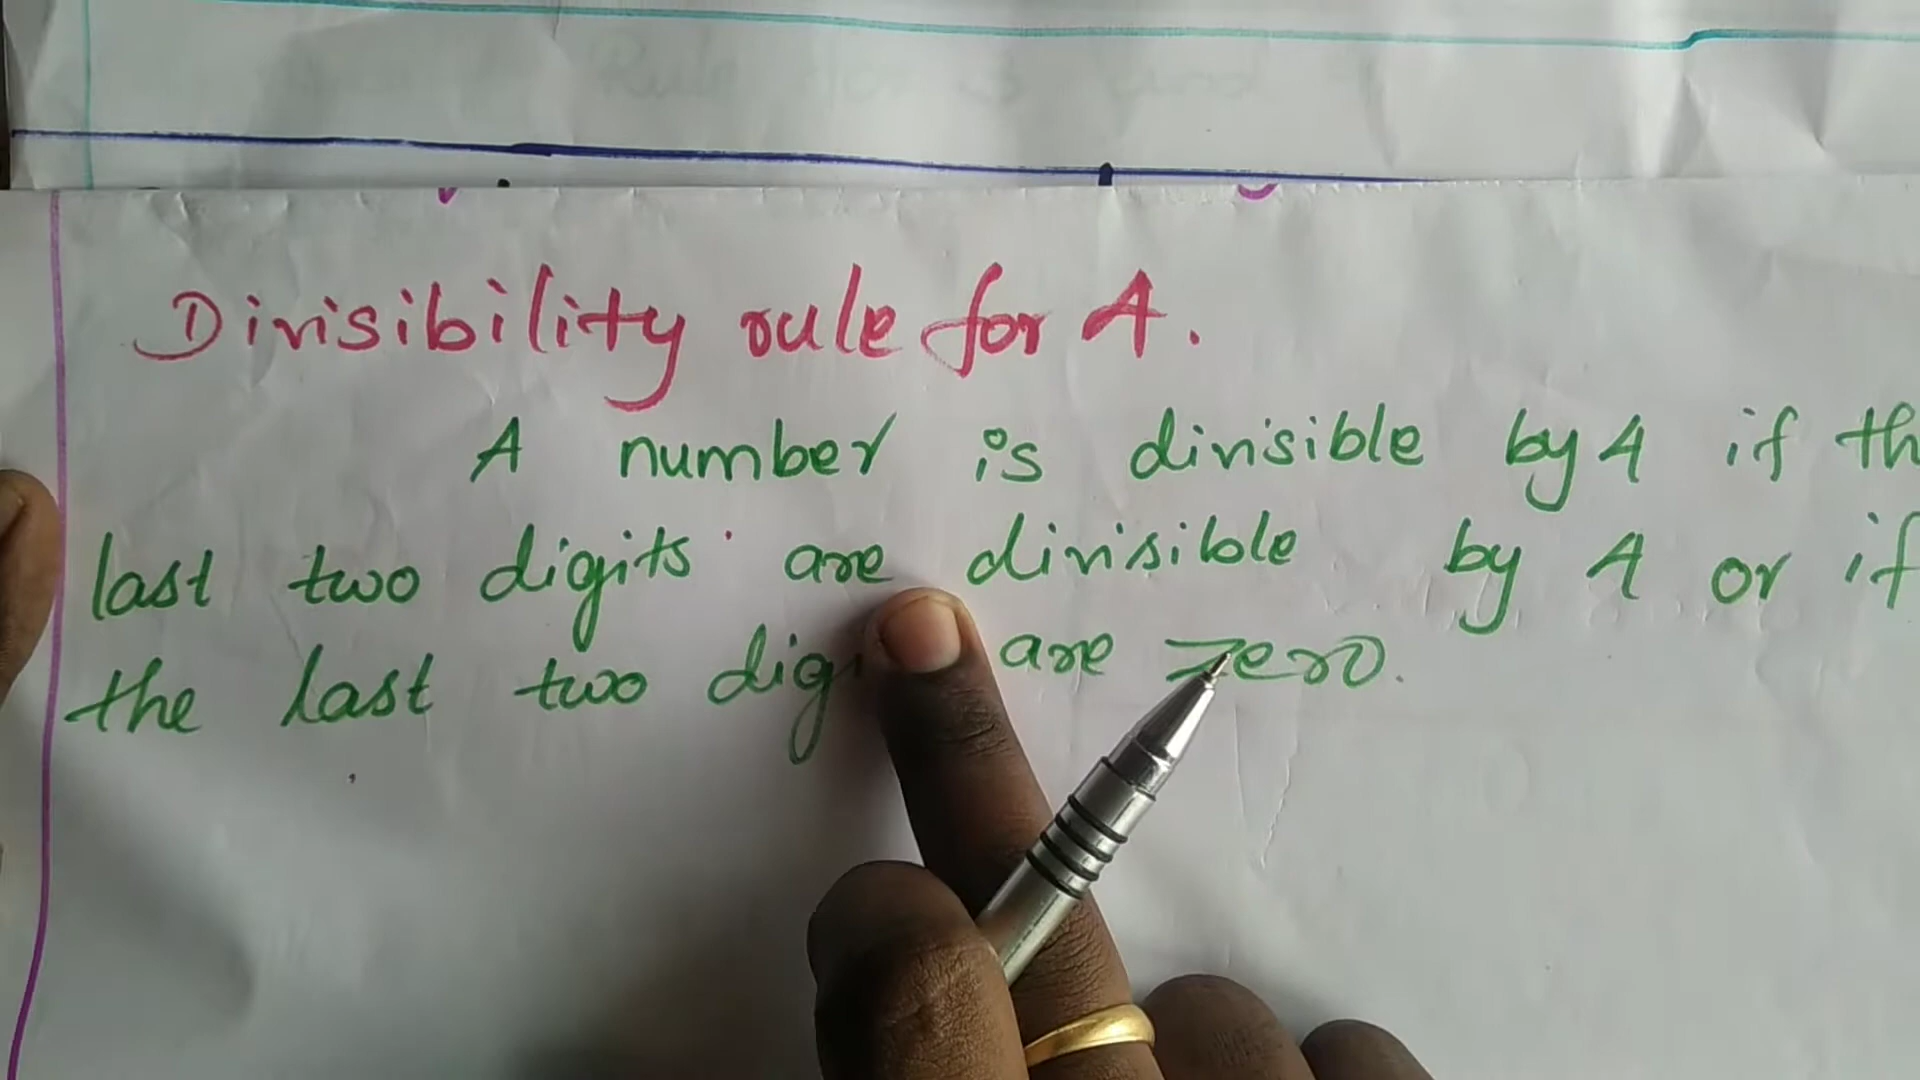 Divisibility rule for 4.
A number is divisible by 4 if th
last two digits are divisible by 4 or if
the last two digi are zero.